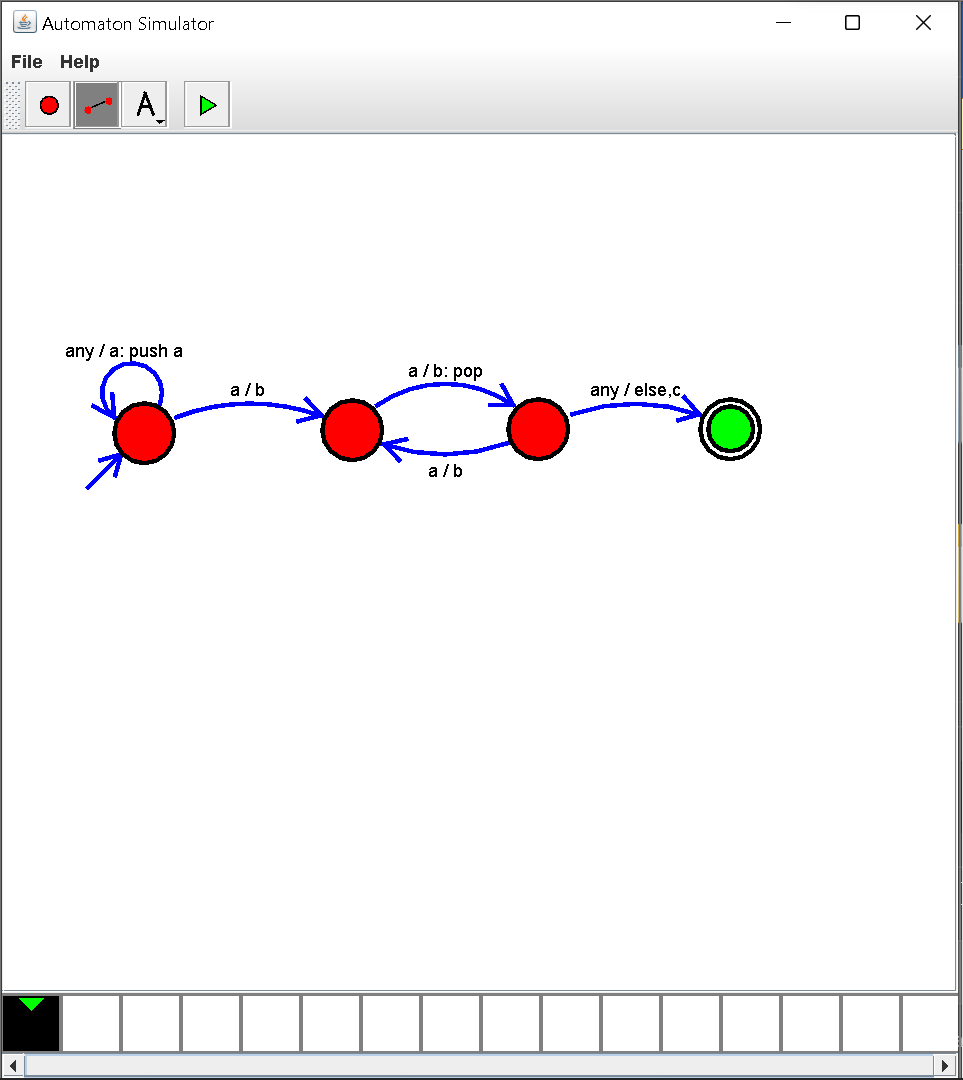 Automaton Simulator
File Help
A
any / a: push a
a / b
a / b: pop
any / else,c
a / b